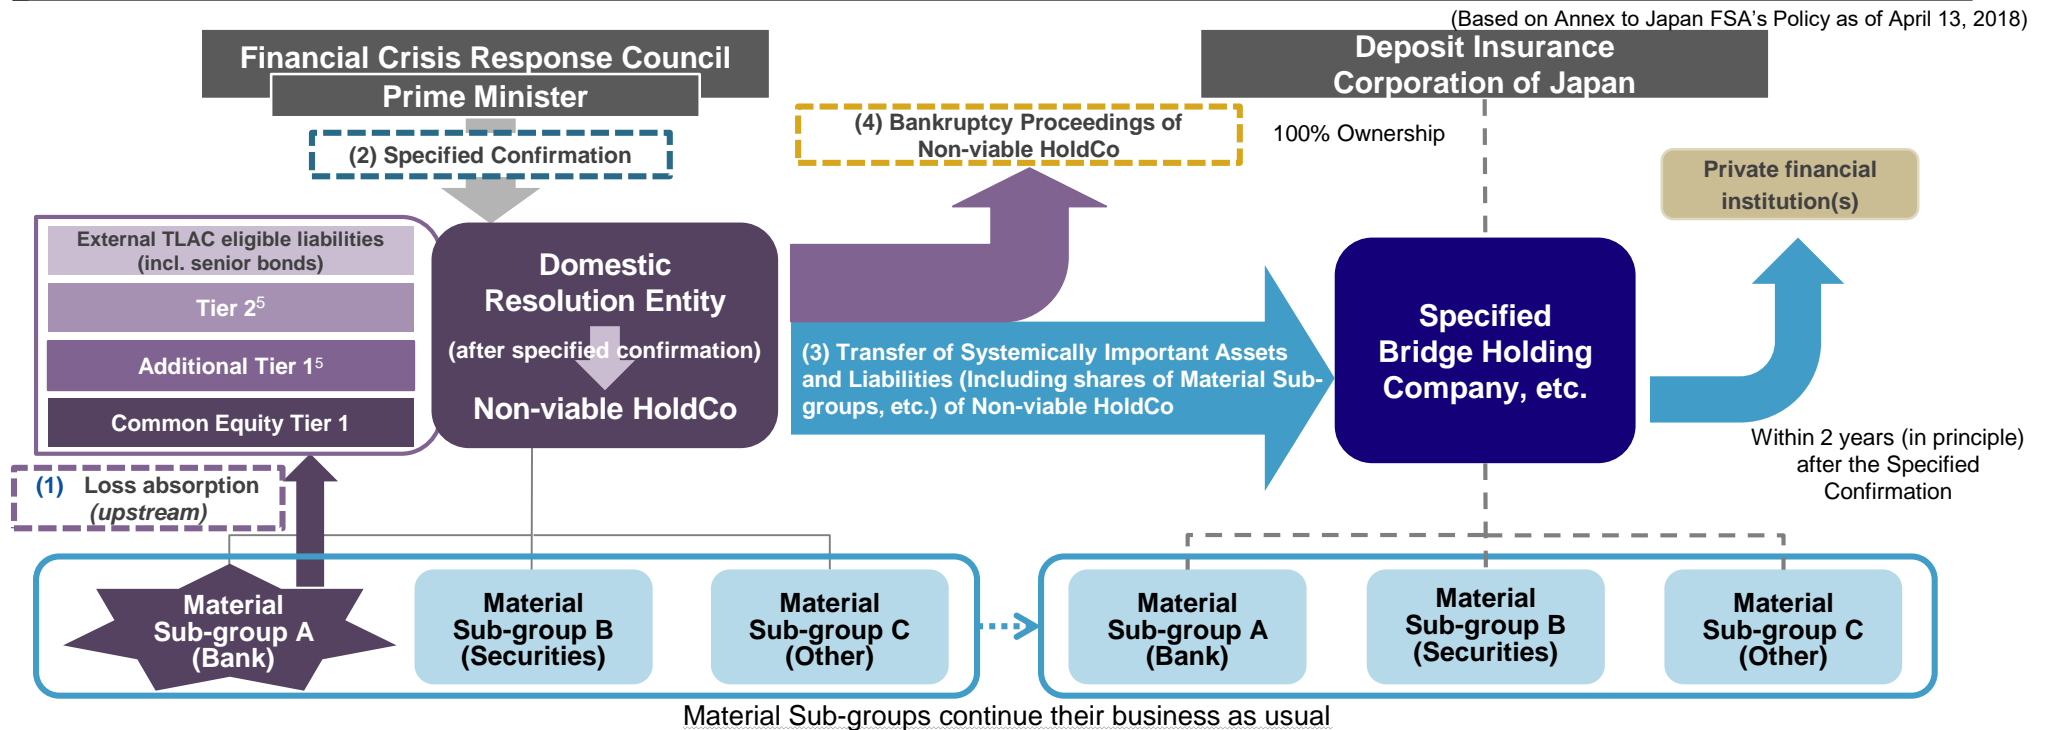 (Based on Annex to Japan FSA's Policy as of April 13, 2018)
Financial Crisis Response Council
Prime Minister
(2) Specified Confirmation
Deposit Insurance
Corporation of Japan
100% Ownership
(4) Bankruptcy Proceedings of
Non-viable HoldCo
Private financial
institution(s)
External TLAC eligible liabilities
(incl. senior bonds)
Tier 2⁵
Additional Tier 1⁵
Common Equity Tier 1
Domestic
Resolution Entity
(after specified confirmation)
Non-viable HoldCo
(3) Transfer of Systemically Important Assets
and Liabilities (Including shares of Material Sub-
groups, etc.) of Non-viable HoldCo
Specified
Bridge Holding
Company, etc.
Within 2 years (in principle)
after the Specified
Confirmation
(1) Loss absorption
(upstream)
Material
Sub-group A
(Bank)
Material
Sub-group B
(Securities)
Material
Sub-group C
(Other)
Material
Sub-group A
(Bank)
Material
Sub-group B
(Securities)
Material
Sub-group C
(Other)
Material Sub-groups continue their business as usual